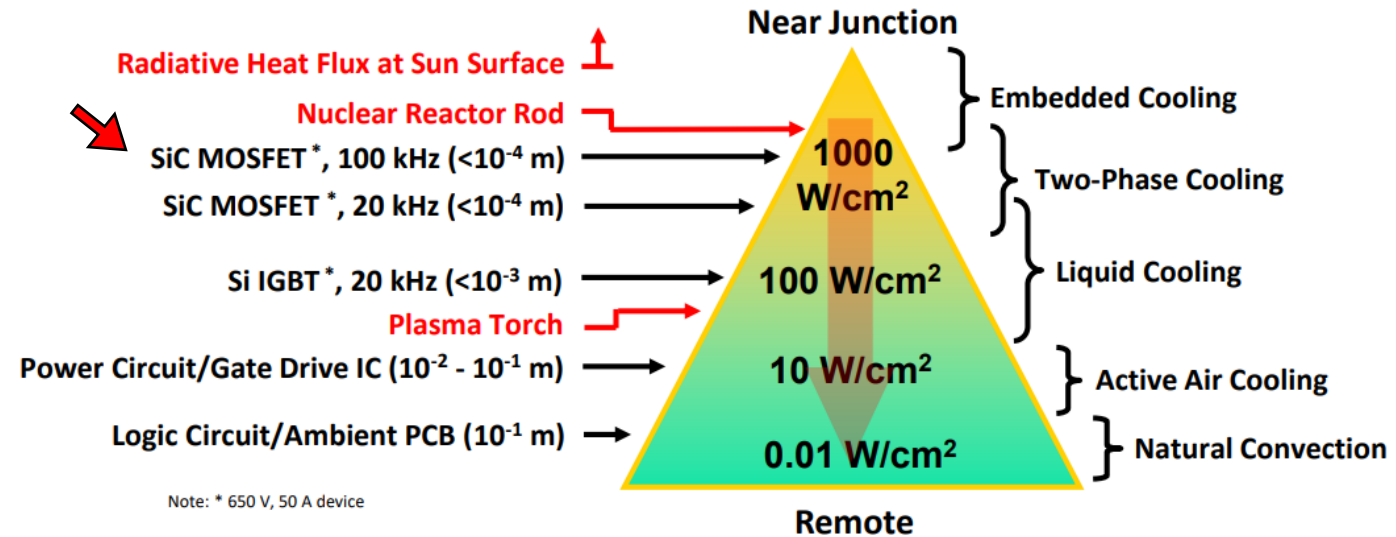 Near Junction
Radiative Heat Flux at Sun Surface
Nuclear Reactor Rod
SiC MOSFET*, 100 kHz (<10⁻⁴ m)
SiC MOSFET *, 20 kHz (<10⁻⁴ m)
Si IGBT*, 20 kHz (<10⁻³ m)
Plasma Torch
Power Circuit/Gate Drive IC (10⁻² - 10⁻¹ m)
Logic Circuit/Ambient PCB (10⁻¹ m)
Note: * 650 V, 50 A device
1000
W/cm²
100 W/cm²
10 W/cm²
0.01 W/cm²
Remote
Embedded Cooling
Two-Phase Cooling
Liquid Cooling
Active Air Cooling
Natural Convection